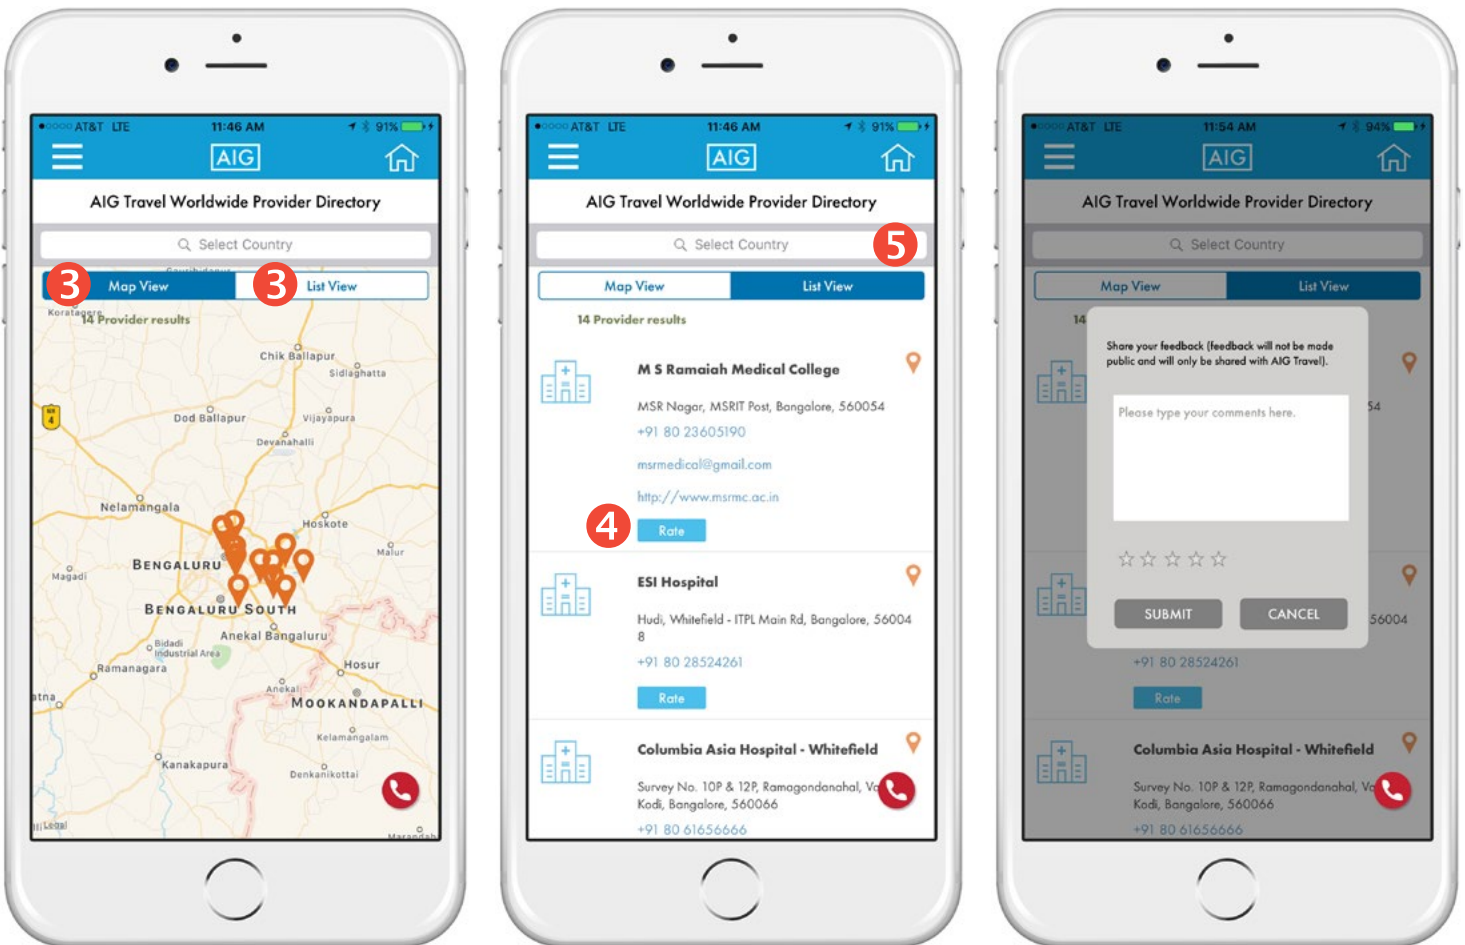 AT&T LTE 11:46 AM 91%
AIG
AIG Travel Worldwide Provider Directory
Select Country
3 Map View 3 List View
Koratagere
14 Provider results
Chik Ballapur
Sidlaghatta
4
Dod Ballapur
Vijayapura
Devanahalli
Nelamangala
Hoskote
Malur
BENGALURU
Magadi
BENGALURU SOUTH
Anekal Bangaluru
Bidadi
Industrial Area
Ramanagara
Hosur
Anekal
MOOKANDAPALLI
Kelamangalam
Kanakapura
Denkanikottai
Legal
AT&T LTE 11:46 AM 91%
AIG
AIG Travel Worldwide Provider Directory
Select Country 5
Map View List View
14 Provider results
M S Ramaiah Medical College
MSR Nagar, MSRIT Post, Bangalore, 560054
+91 80 23605190
msrmedical@gmail.com
http://www.msrmc.ac.in
4 Rate
ESI Hospital
Hudi, Whitefield - ITPL Main Rd, Bangalore, 56004
8
+91 80 28524261
Rate
Columbia Asia Hospital - Whitefield
Survey No. 10P & 12P, Ramagondanahal, Va
Kodi, Bangalore, 560066
+91 80 61656666
AT&T LTE 11:54 AM 94%
AIG
AIG Travel Worldwide Provider Directory
Select Country
Map View List View
14
Share your feedback (feedback will not be made
public and will only be shared with AIG Travel).
Please type your comments here.
54
SUBMIT CANCEL
56004
+91 80 28524261
Rate
Columbia Asia Hospital - Whitefield
Survey No. 10P & 12P, Ramagondanahal, Va
Kodi, Bangalore, 560066
+91 80 61656666